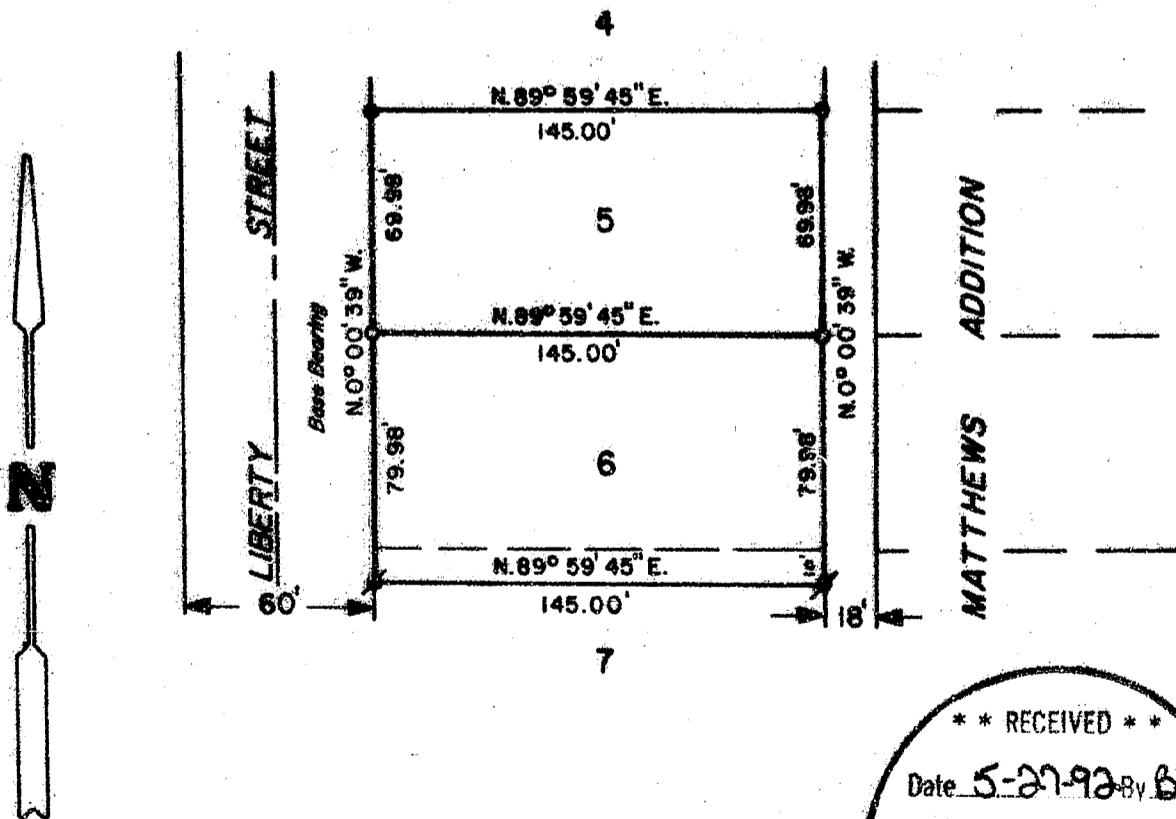 4
N.89° 59' 45" E.
145.00'
LIBERTY STREET
Base Bearing
N.0° 00' 39" W.
69.98'
5
69.98'
N.0° 00' 39" W.
MATTHEWS ADDITION
N.89° 59' 45" E.
145.00'
79.98'
6
79.98'
N
N.89° 59' 45" E.
10'
145.00'
60'
18'
7
* * RECEIVED * *
Date 5-27-92 By B